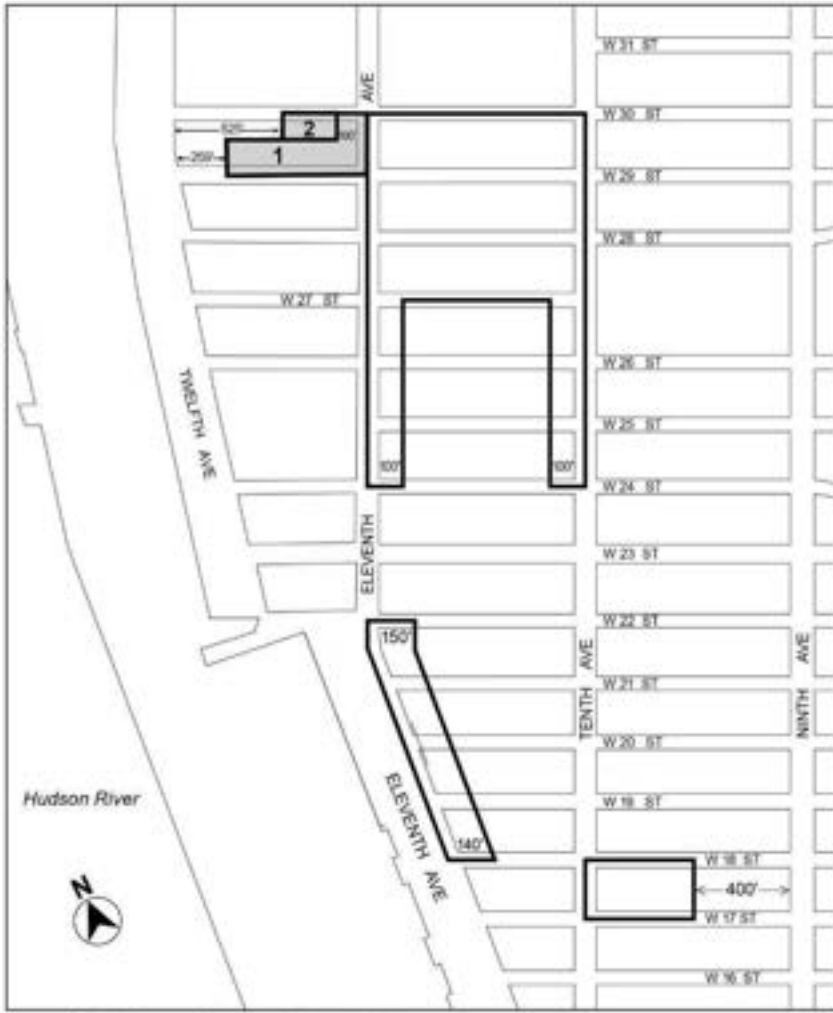 W 31 ST
AVE
W 30 ST
525'
2
1
W 29 ST
W 28 ST
W 27 ST
W 26 ST
TWELFTH AVE
W 25 ST
100'
100'
W 24 ST
ELEVENTH
W 23 ST
W 22 ST
150'
TENTH AVE
NINTH AVE
W 21 ST
W 20 ST
Hudson River
ELEVENTH AVE
W 19 ST
140'
W 18 ST
400'
N
W 17 ST
W 16 ST